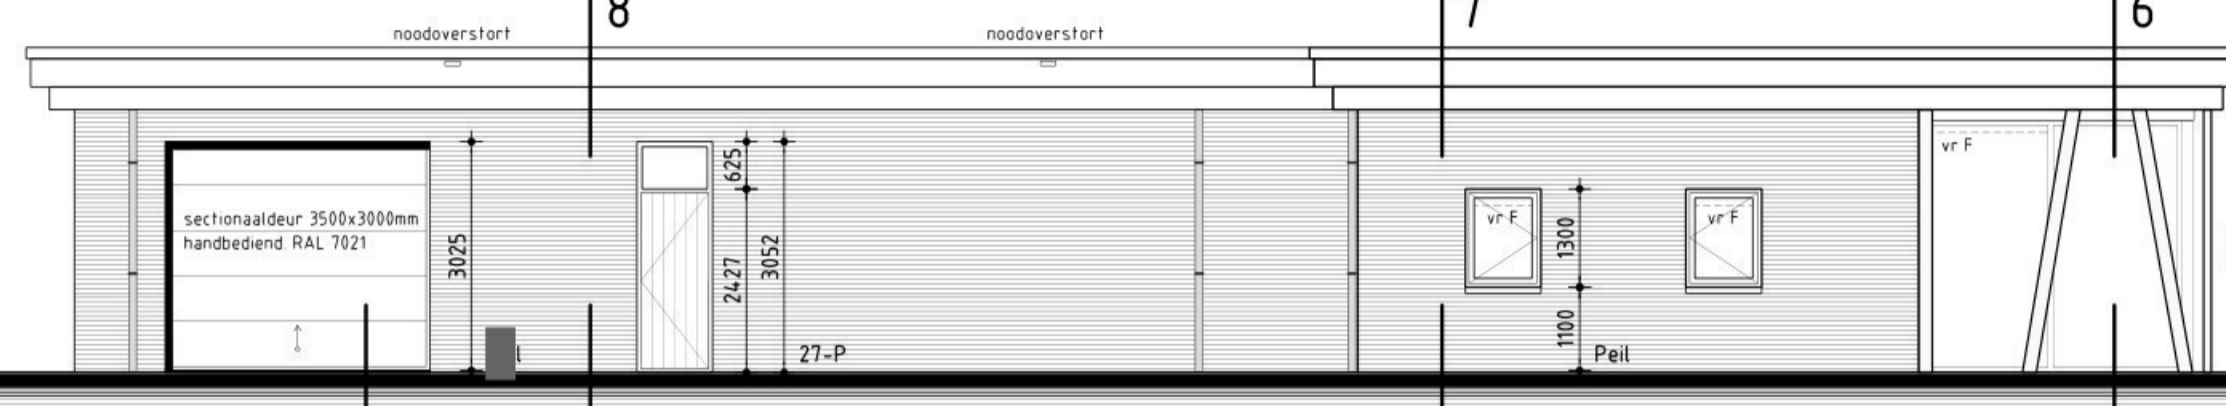 8
7
6
noodoverstort
noodoverstort
vr F
625
sectionaaldeur 3500x3000mm
handbediend. RAL 7021
3025
2427
3052
vr F
1300
vr F
1100
27-P
Peil